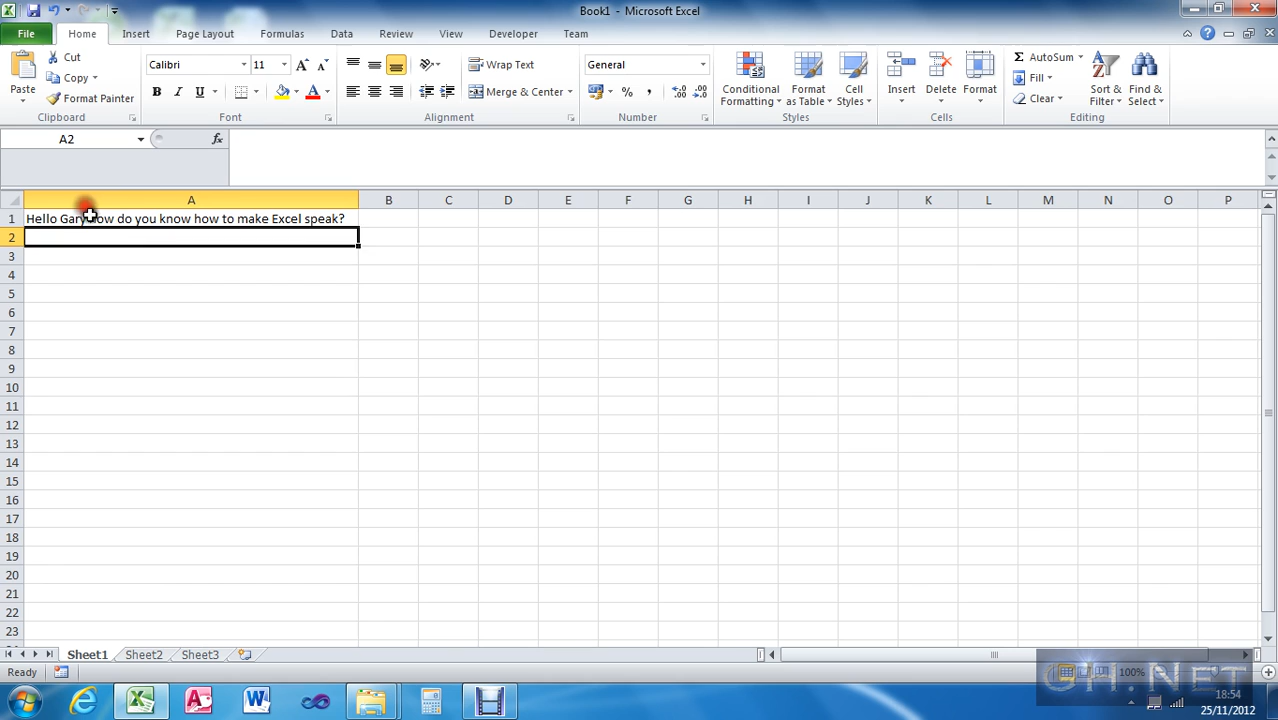 Book1 - Microsoft Excel
File Home Insert Page Layout Formulas Data Review View Developer Team
Cut
Calibri 11 Wrap Text General AutoSum
Copy Fill
Paste Format Painter Merge & Center Conditional Formatting Format as Table Cell Styles Insert Delete Format Clear Sort & Filter Find & Select
Clipboard Font Alignment Number Styles Cells Editing
A2 fx
A B C D E F G H I J K L M N O P
1 Hello Gary how do you know how to make Excel speak?
2
3
4
5
6
7
8
9
10
11
12
13
14
15
16
17
18
19
20
21
22
23
Sheet1 Sheet2 Sheet3
Ready 100%
GH.NET
18:54
25/11/2012